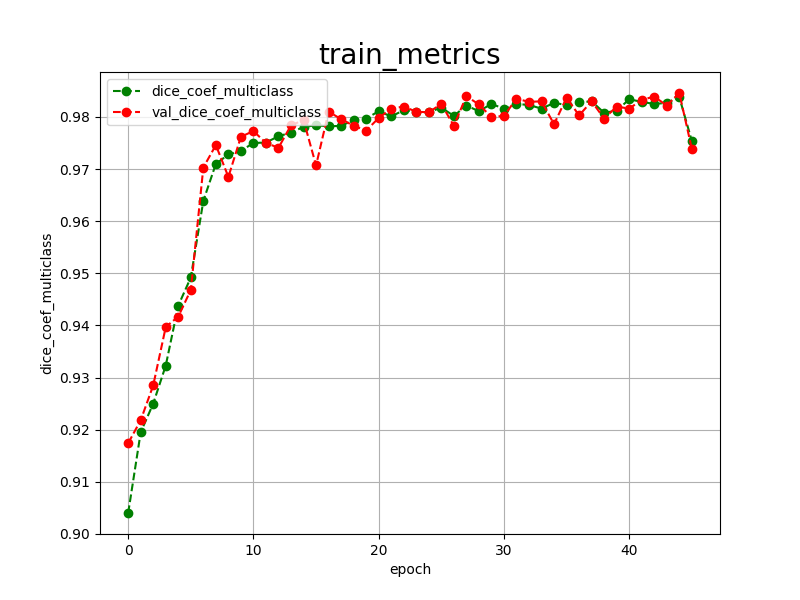 train_metrics
dice_coef_multiclass
val_dice_coef_multiclass
dice_coef_multiclass
0.98
0.97
0.96
0.95
0.94
0.93
0.92
0.91
0.90
0 10 20 30 40
epoch